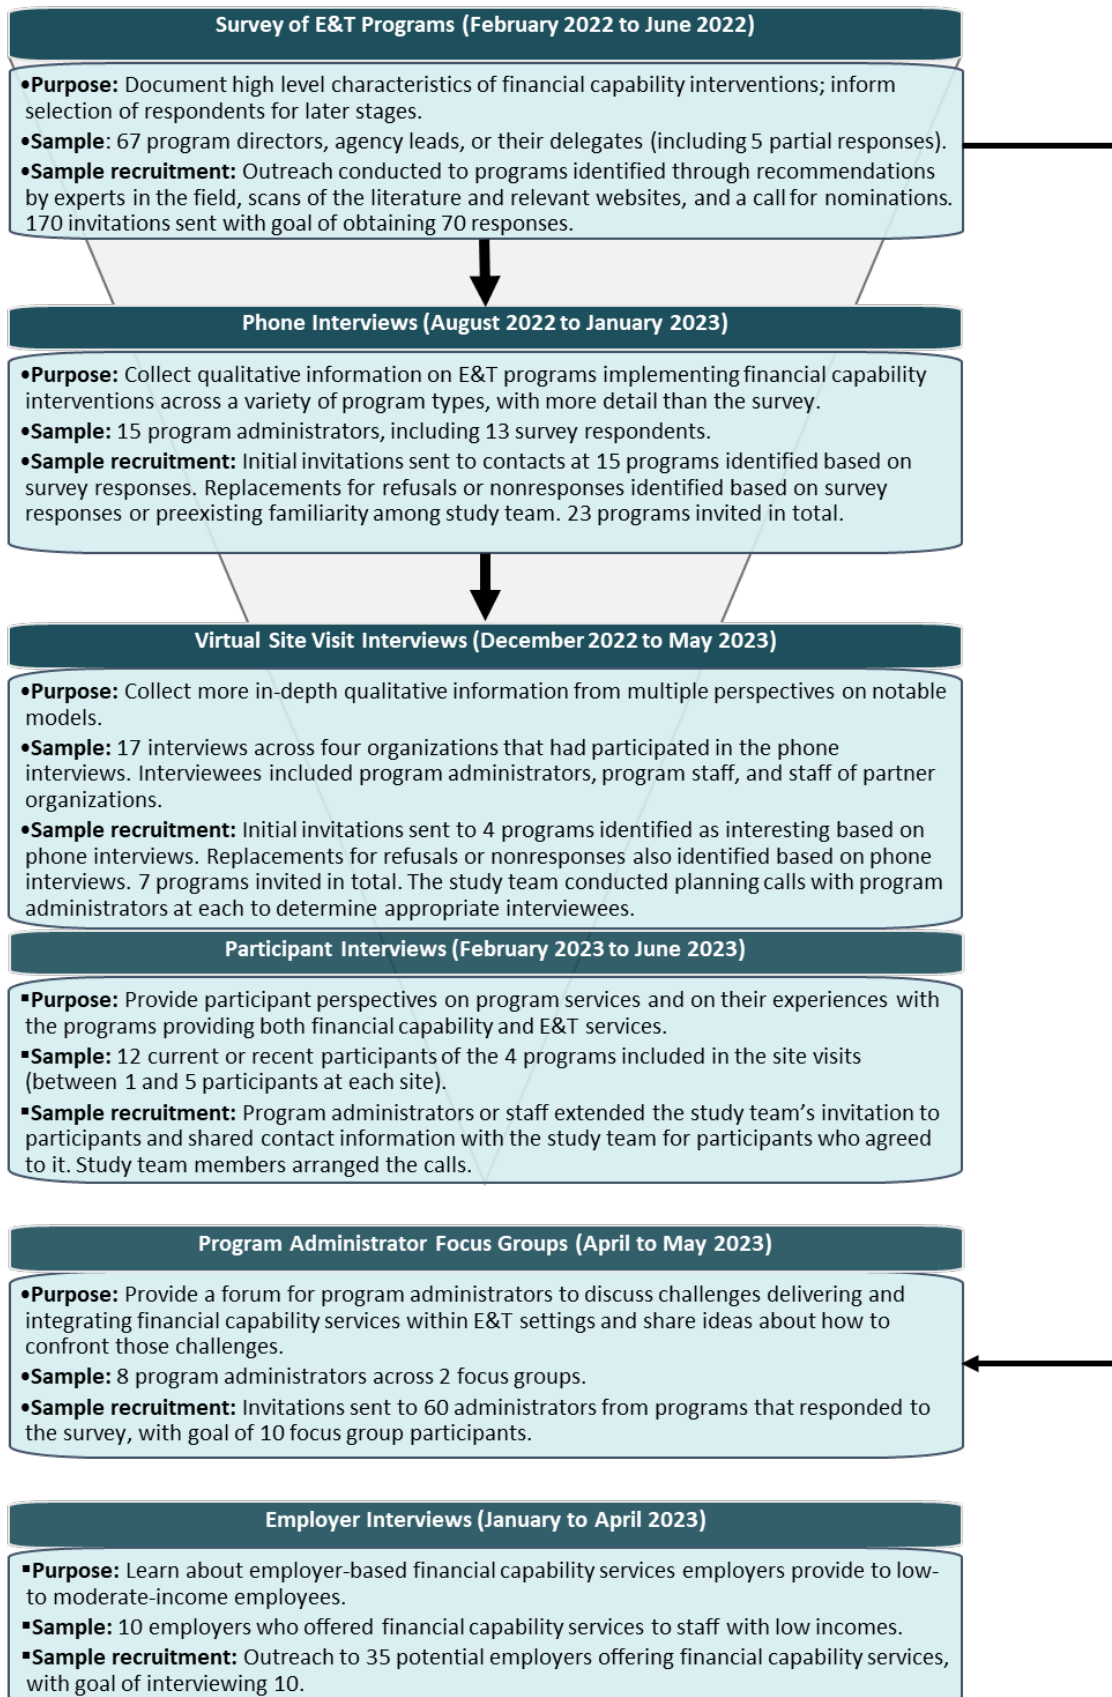 Survey of E&T Programs (February 2022 to June 2022)
•Purpose: Document high level characteristics of financial capability interventions; inform
selection of respondents for later stages.
•Sample: 67 program directors, agency leads, or their delegates (including 5 partial responses).
•Sample recruitment: Outreach conducted to programs identified through recommendations
by experts in the field, scans of the literature and relevant websites, and a call for nominations.
170 invitations sent with goal of obtaining 70 responses.
Phone Interviews (August 2022 to January 2023)
•Purpose: Collect qualitative information on E&T programs implementing financial capability
interventions across a variety of program types, with more detail than the survey.
•Sample: 15 program administrators, including 13 survey respondents.
•Sample recruitment: Initial invitations sent to contacts at 15 programs identified based on
survey responses. Replacements for refusals or nonresponses identified based on survey
responses or preexisting familiarity among study team. 23 programs invited in total.
Virtual Site Visit Interviews (December 2022 to May 2023)
•Purpose: Collect more in-depth qualitative information from multiple perspectives on notable
models.
•Sample: 17 interviews across four organizations that had participated in the phone
interviews. Interviewees included program administrators, program staff, and staff of partner
organizations.
•Sample recruitment: Initial invitations sent to 4 programs identified as interesting based on
phone interviews. Replacements for refusals or nonresponses also identified based on phone
interviews. 7 programs invited in total. The study team conducted planning calls with program
administrators at each to determine appropriate interviewees.
Participant Interviews (February 2023 to June 2023)
▪Purpose: Provide participant perspectives on program services and on their experiences with
the programs providing both financial capability and E&T services.
▪Sample: 12 current or recent participants of the 4 programs included in the site visits
(between 1 and 5 participants at each site).
▪Sample recruitment: Program administrators or staff extended the study team’s invitation to
participants and shared contact information with the study team for participants who agreed
to it. Study team members arranged the calls.
Program Administrator Focus Groups (April to May 2023)
•Purpose: Provide a forum for program administrators to discuss challenges delivering and
integrating financial capability services within E&T settings and share ideas about how to
confront those challenges.
•Sample: 8 program administrators across 2 focus groups.
•Sample recruitment: Invitations sent to 60 administrators from programs that responded to
the survey, with goal of 10 focus group participants.
Employer Interviews (January to April 2023)
▪Purpose: Learn about employer-based financial capability services employers provide to low-
to moderate-income employees.
▪Sample: 10 employers who offered financial capability services to staff with low incomes.
▪Sample recruitment: Outreach to 35 potential employers offering financial capability services,
with goal of interviewing 10.